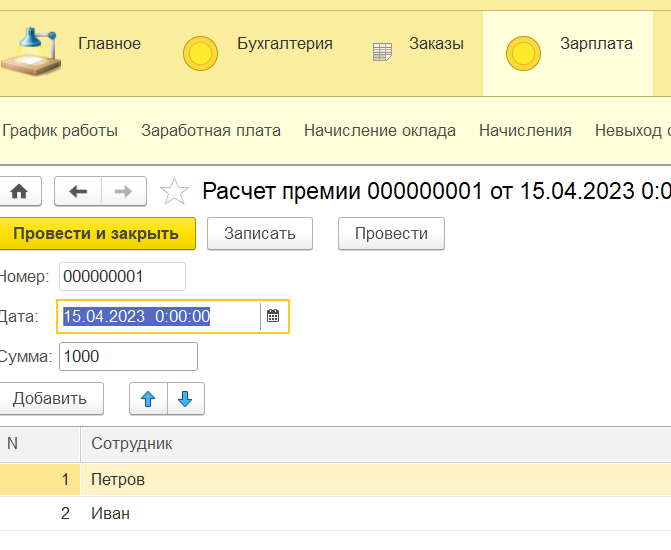 Главное Бухгалтерия Заказы Зарплата
График работы Заработная плата Начисление оклада Начисления Невыход
Расчет премии 000000001 от 15.04.2023 0:0
Провести и закрыть Записать Провести
Номер: 000000001
Дата: 15.04.2023 0:00:00
Сумма: 1000
Добавить
N Сотрудник
1 Петров
2 Иван